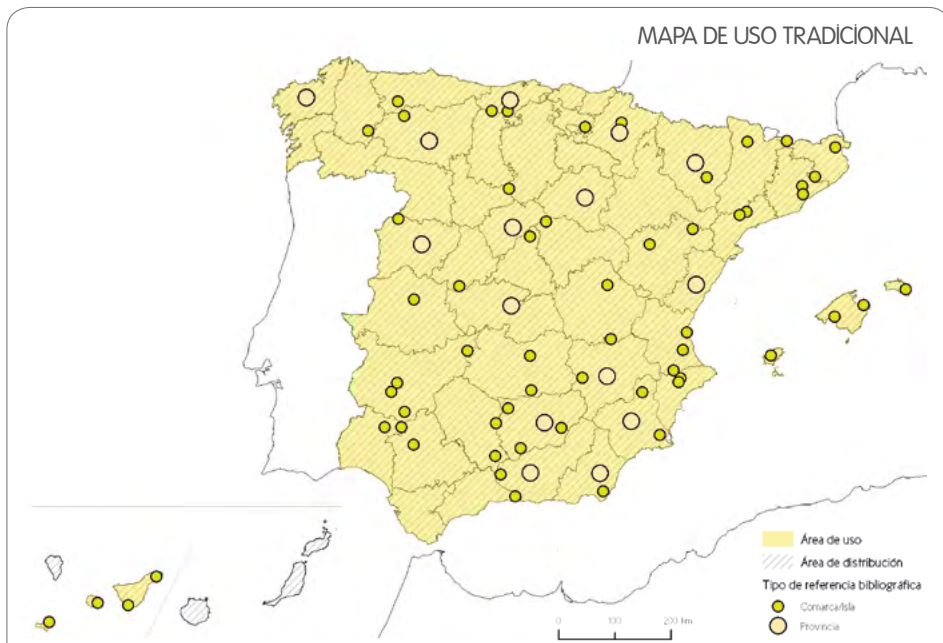 MAPA DE USO TRADICIONAL
Área de uso
Área de distribución
Tipo de referencia bibliográfica
Comarca/Isla
Provincia
0 100 200 km